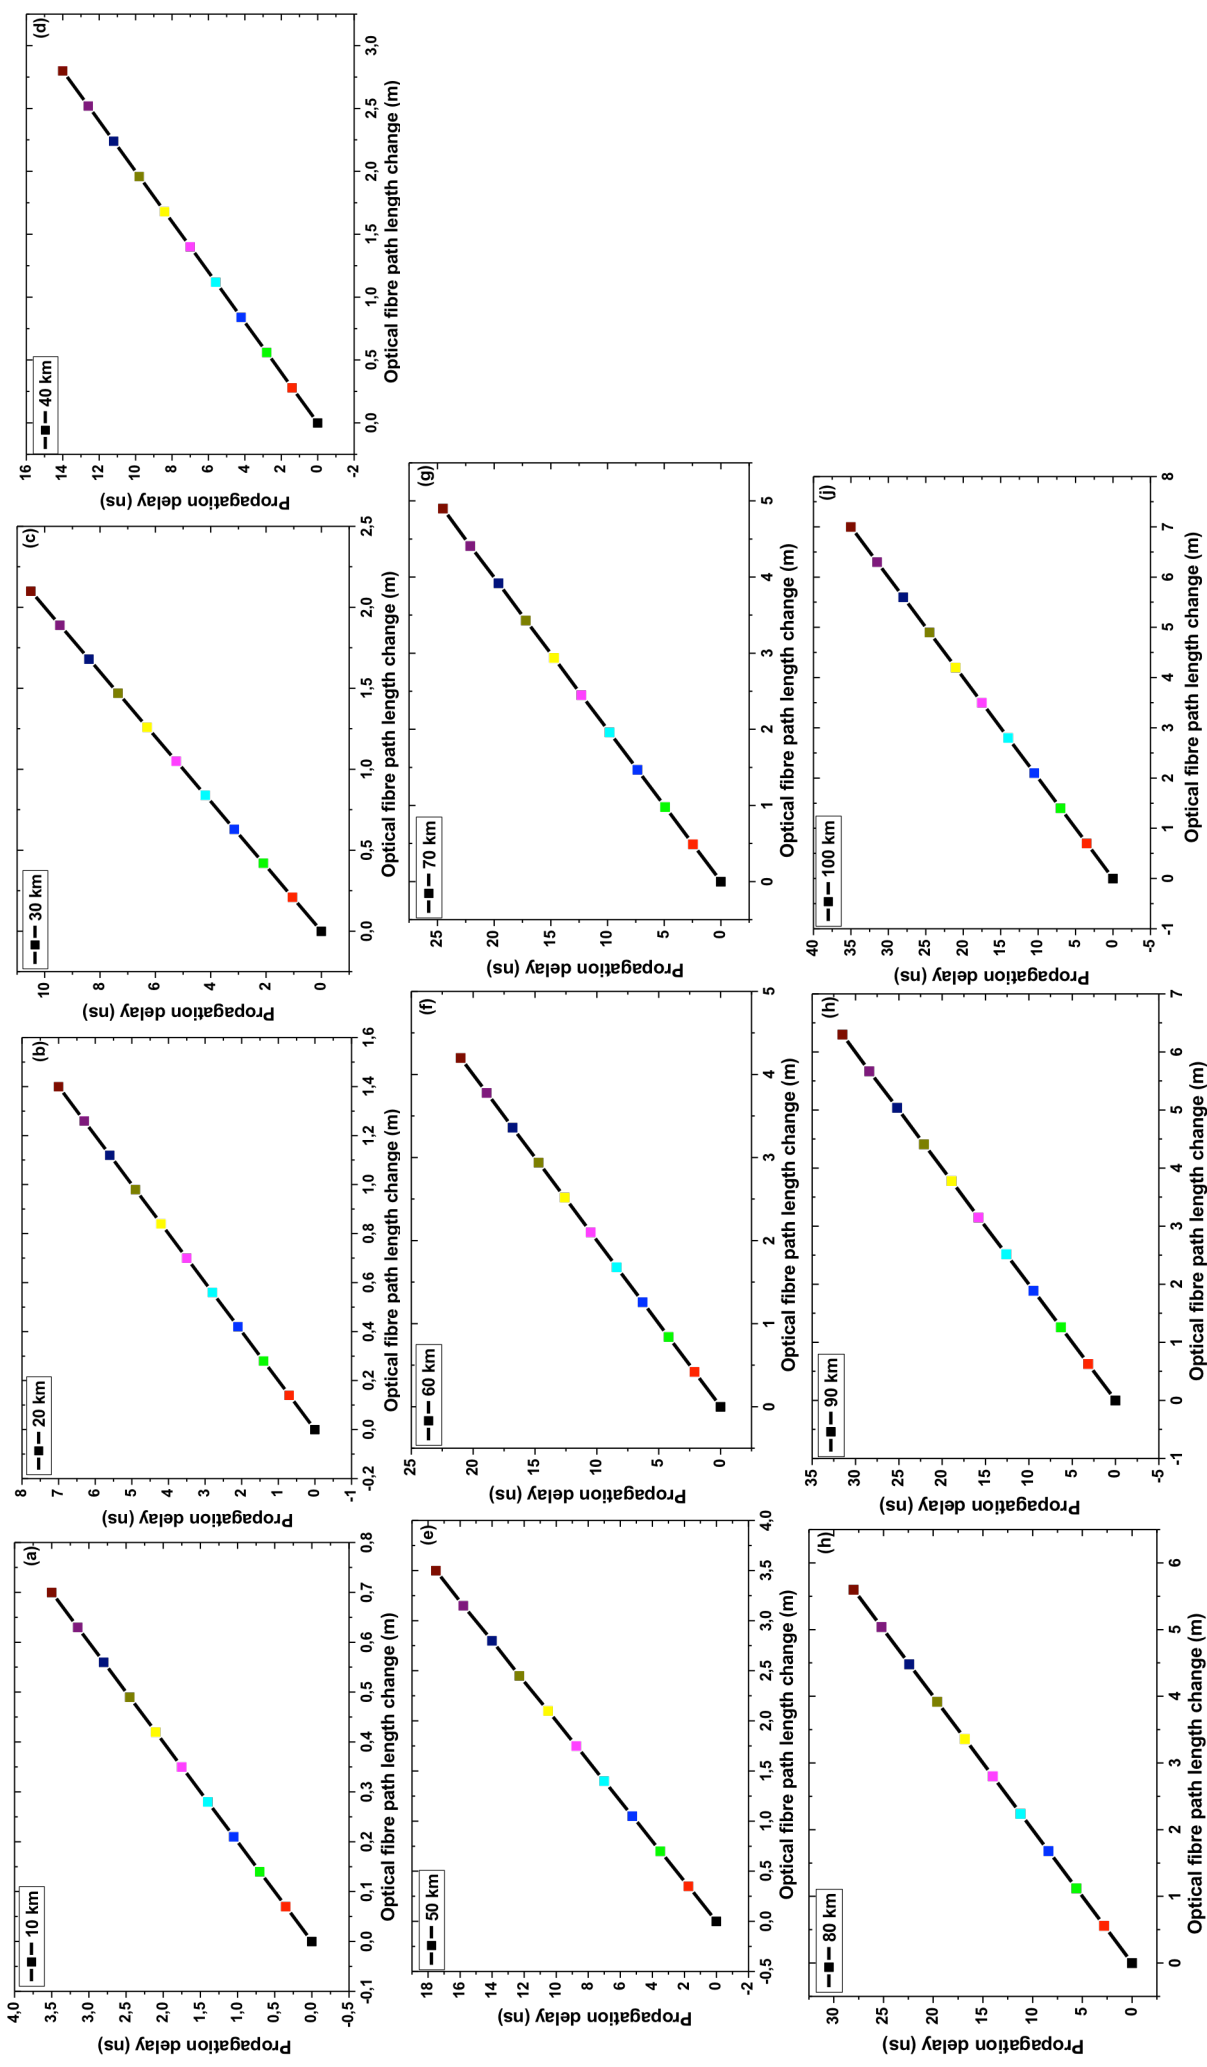 10 km
(a)
Propagation delay (ns)
4,0
3,5
3,0
2,5
2,0
1,5
1,0
0,5
0,0
-0,5
-0,1 0,0 0,1 0,2 0,3 0,4 0,5 0,6 0,7 0,8
Optical fibre path length change (m)
20 km
(b)
Propagation delay (ns)
8
7
6
5
4
3
2
1
0
-1
-0,2 0,0 0,2 0,4 0,6 0,8 1,0 1,2 1,4 1,6
Optical fibre path length change (m)
30 km
(c)
Propagation delay (ns)
10
8
6
4
2
0
0,0 0,5 1,0 1,5 2,0 2,5
Optical fibre path length change (m)
40 km
(d)
Propagation delay (ns)
16
14
12
10
8
6
4
2
0
-2
0,0 0,5 1,0 1,5 2,0 2,5 3,0
Optical fibre path length change (m)
50 km
(e)
Propagation delay (ns)
18
16
14
12
10
8
6
4
2
0
-2
-0,5 0,0 0,5 1,0 1,5 2,0 2,5 3,0 3,5 4,0
Optical fibre path length change (m)
60 km
(f)
Propagation delay (ns)
25
20
15
10
5
0
0 1 2 3 4 5
Optical fibre path length change (m)
70 km
(g)
Propagation delay (ns)
25
20
15
10
5
0
0 1 2 3 4 5
Optical fibre path length change (m)
80 km
(h)
Propagation delay (ns)
30
25
20
15
10
5
0
0 1 2 3 4 5 6
Optical fibre path length change (m)
90 km
(h)
Propagation delay (ns)
35
30
25
20
15
10
5
0
-5
-1 0 1 2 3 4 5 6 7
Optical fibre path length change (m)
100 km
(j)
Propagation delay (ns)
40
35
30
25
20
15
10
5
0
-5
-1 0 1 2 3 4 5 6 7 8
Optical fibre path length change (m)